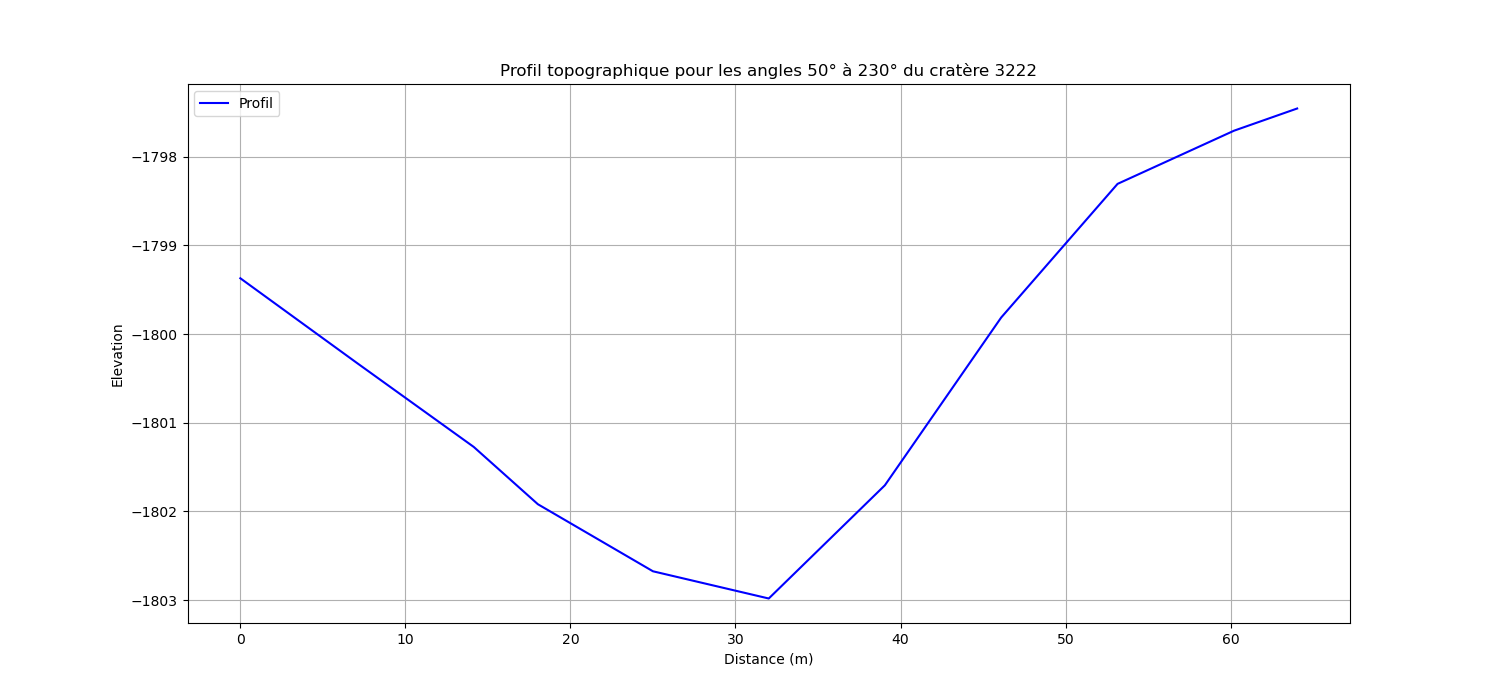 Profil topographique pour les angles 50° à 230° du cratère 3222
Profil
−1798
−1799
−1800
−1801
−1802
−1803
Elevation
0 10 20 30 40 50 60
Distance (m)